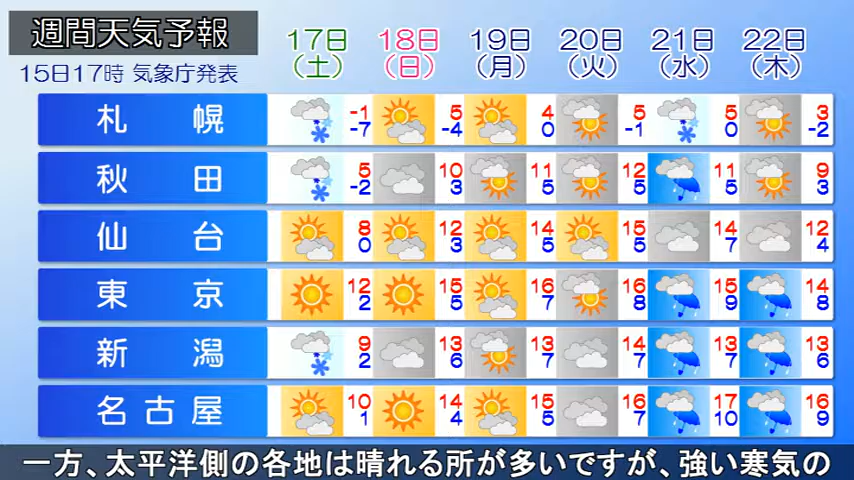 週間天気予報
15日17時 気象庁発表
17日 18日 19日 20日 21日 22日
(土) (日) (月) (火) (水) (木)
札幌 -1 -7 5 -4 4 0 5 -1 5 0 3 -2
秋田 5 -2 10 3 11 5 12 5 11 5 9 3
仙台 8 0 12 3 14 5 15 5 14 7 12 4
東京 12 2 15 5 16 7 16 8 15 9 14 8
新潟 9 2 13 6 13 7 14 7 13 7 13 6
名古屋 10 1 14 4 15 5 16 7 17 10 16 9
一方、太平洋側の各地は晴れる所が多いですが、強い寒気の